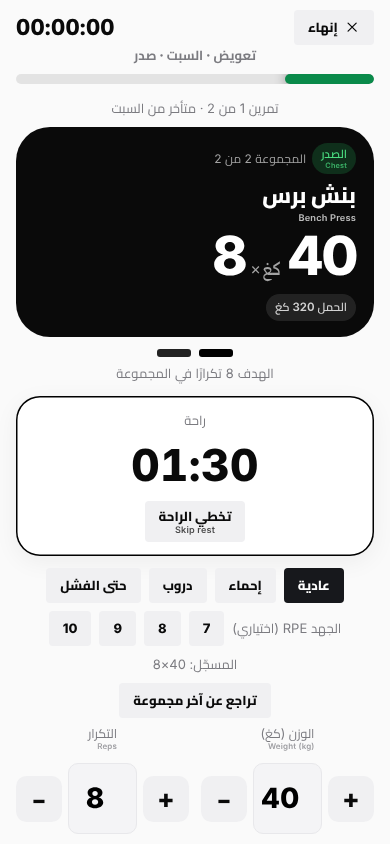 إنهاء ×
00:00:00
تعويض · السبت · صدر
تمرين 1 من 2 · متأخر من السبت
الصدر
Chest
المجموعة 2 من 2
بنش برس
Bench Press
40 كغ × 8
الحمل 320 كغ
الهدف 8 تكرارًا في المجموعة
راحة
01:30
تخطي الراحة
Skip rest
عادية إحماء دروب حتى الفشل
الجهد RPE (اختياري) 7 8 9 10
المسجّل: 40×8
تراجع عن آخر مجموعة
الوزن (كغ) التكرار
Weight (kg) Reps
+ 40 − + 8 −